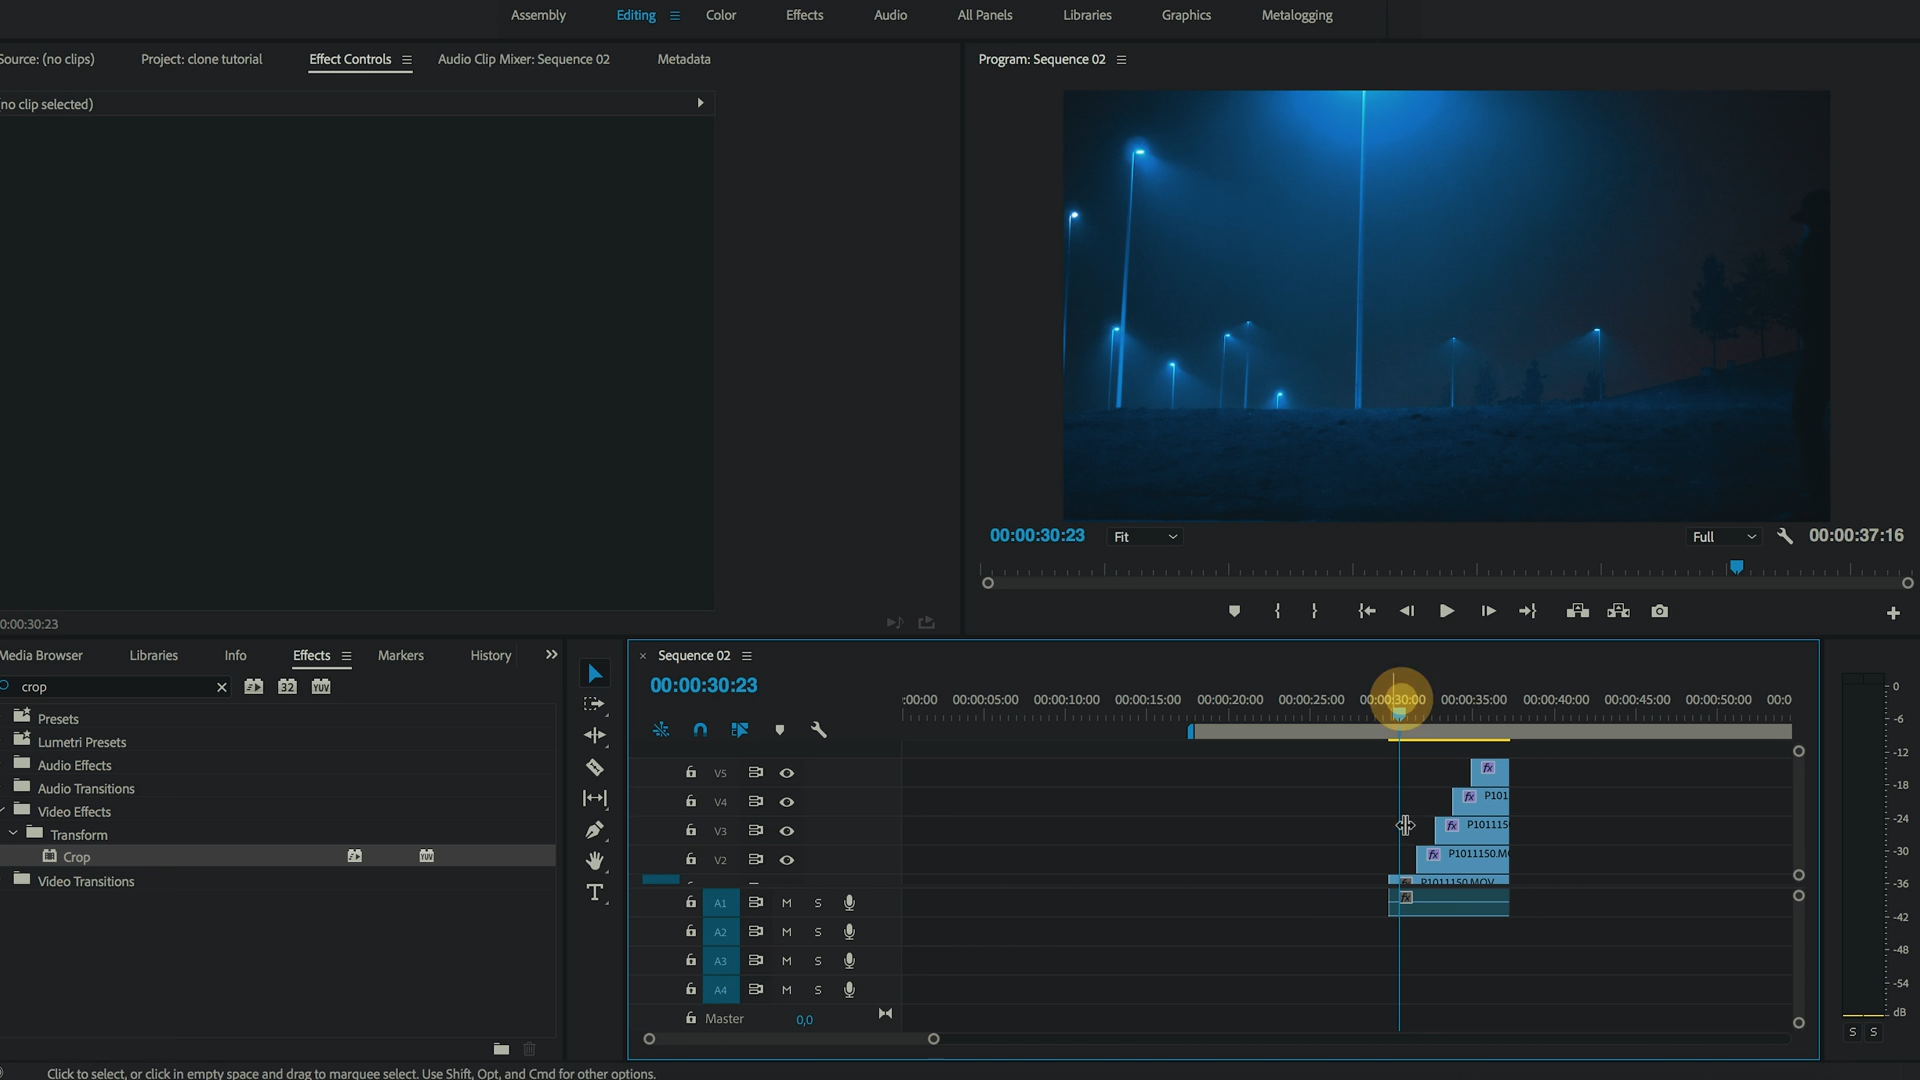 Assembly Editing Color Effects Audio All Panels Libraries Graphics Metalogging
Source: (no clips) Project: clone tutorial Effect Controls Audio Clip Mixer: Sequence 02 Metadata
Program: Sequence 02
no clip selected)
00:00:30:23 Fit Full 00:00:37:16
0:00:30:23
Media Browser Libraries Info Effects Markers History
crop
32 YUV
Presets
Lumetri Presets
Audio Effects
Audio Transitions
Video Effects
Transform
Crop
YUV
Video Transitions
Sequence 02
00:00:30:23
:00:00 00:00:05:00 00:00:10:00 00:00:15:00 00:00:20:00 00:00:25:00 00:00:30:00 00:00:35:00 00:00:40:00 00:00:45:00 00:00:50:00 00:0
V5 fx
V4 fx P101
V3 fx P101115
V2 fx P1011150.M
P1011150.MOV
A1 M S fx
A2 M S
A3 M S
A4 M S
Master 0,0
0
-6
-12
-18
-24
-30
-36
-42
-48
-54
dB
S S
Click to select, or click in empty space and drag to marquee select. Use Shift, Opt, and Cmd for other options.